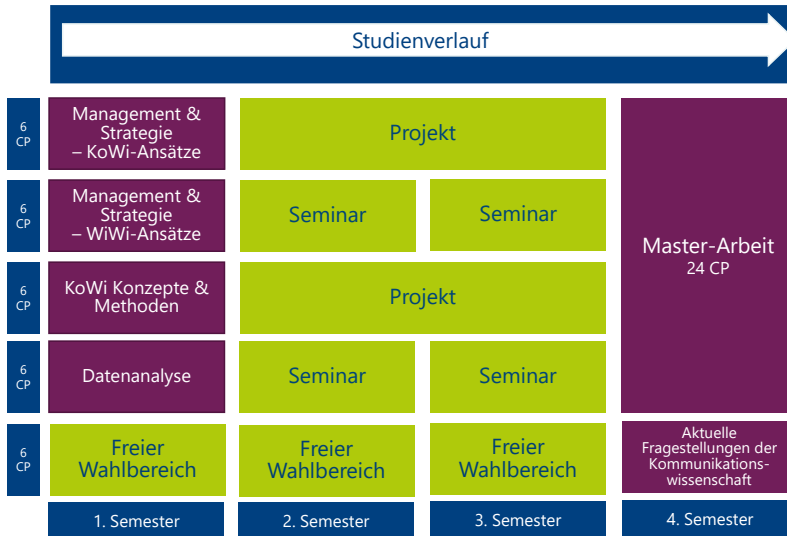 Studienverlauf
6
CP
Management &
Strategie
– KoWi-Ansätze
Projekt
6
CP
Management &
Strategie
– WiWi-Ansätze
Seminar
Seminar
Master-Arbeit
24 CP
6
CP
KoWi Konzepte &
Methoden
Projekt
6
CP
Datenanalyse
Seminar
Seminar
6
CP
Freier
Wahlbereich
Freier
Wahlbereich
Freier
Wahlbereich
Aktuelle
Fragestellungen der
Kommunikations-
wissenschaft
1. Semester
2. Semester
3. Semester
4. Semester